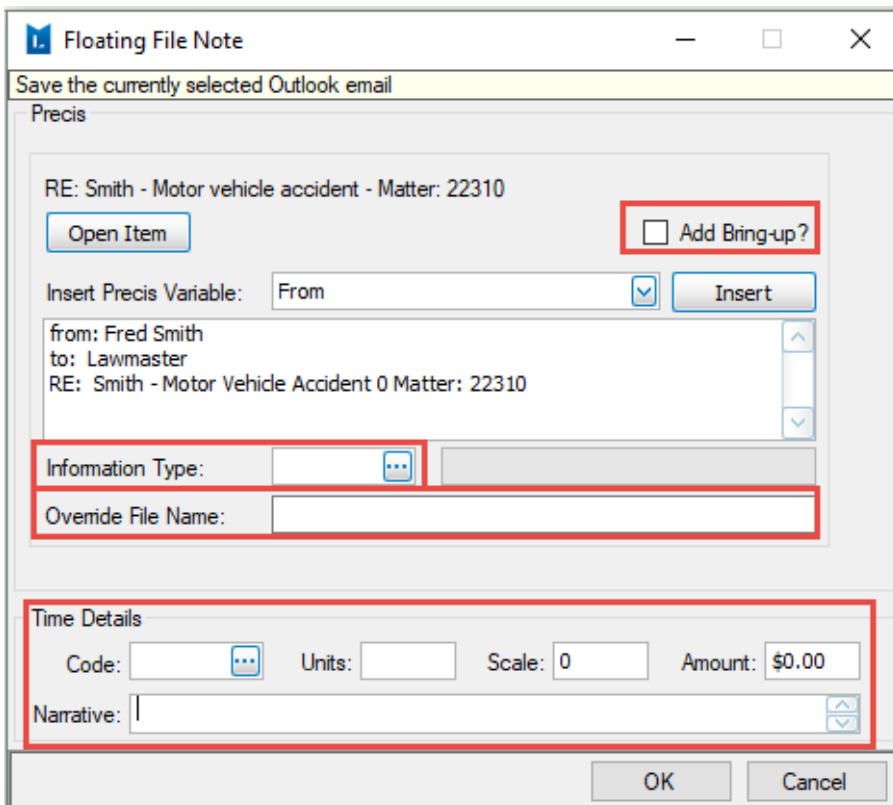 Floating File Note
Save the currently selected Outlook email
Precis
RE: Smith - Motor vehicle accident - Matter: 22310
Open Item
Add Bring-up?
Insert Precis Variable: From Insert
from: Fred Smith
to: Lawmaster
RE: Smith - Motor Vehicle Accident 0 Matter: 22310
Information Type:
Override File Name:
Time Details
Code: Units: Scale: 0 Amount: $0.00
Narrative:
OK Cancel